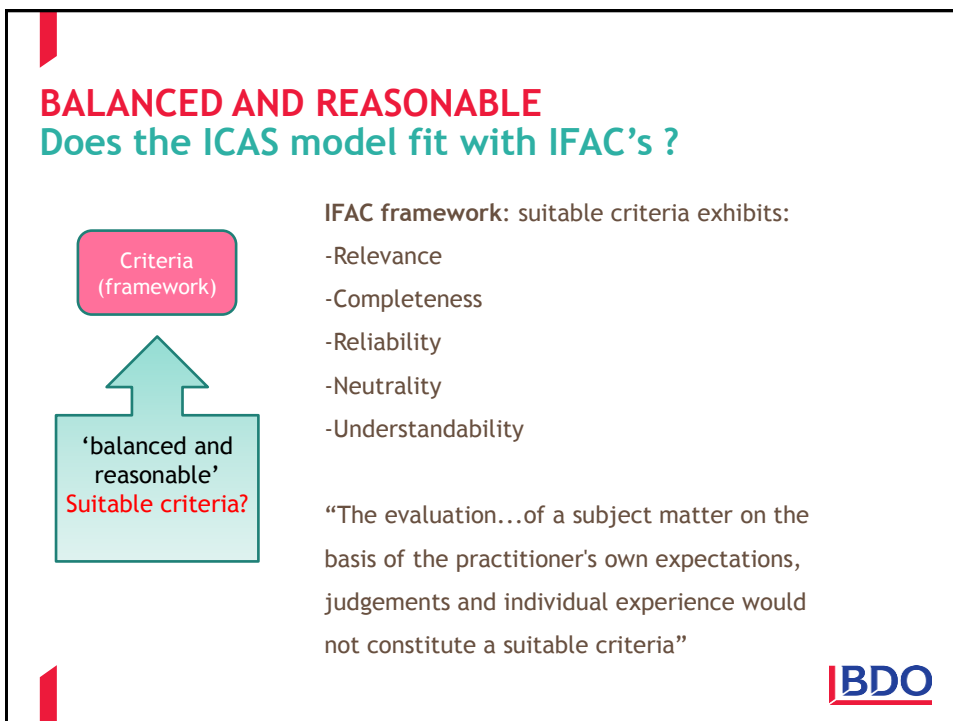 BALANCED AND REASONABLE
Does the ICAS model fit with IFAC’s ?
Criteria
(framework)
‘balanced and
reasonable’
Suitable criteria?
IFAC framework: suitable criteria exhibits:
-Relevance
-Completeness
-Reliability
-Neutrality
-Understandability
“The evaluation...of a subject matter on the
basis of the practitioner's own expectations,
judgements and individual experience would
not constitute a suitable criteria”
BDO